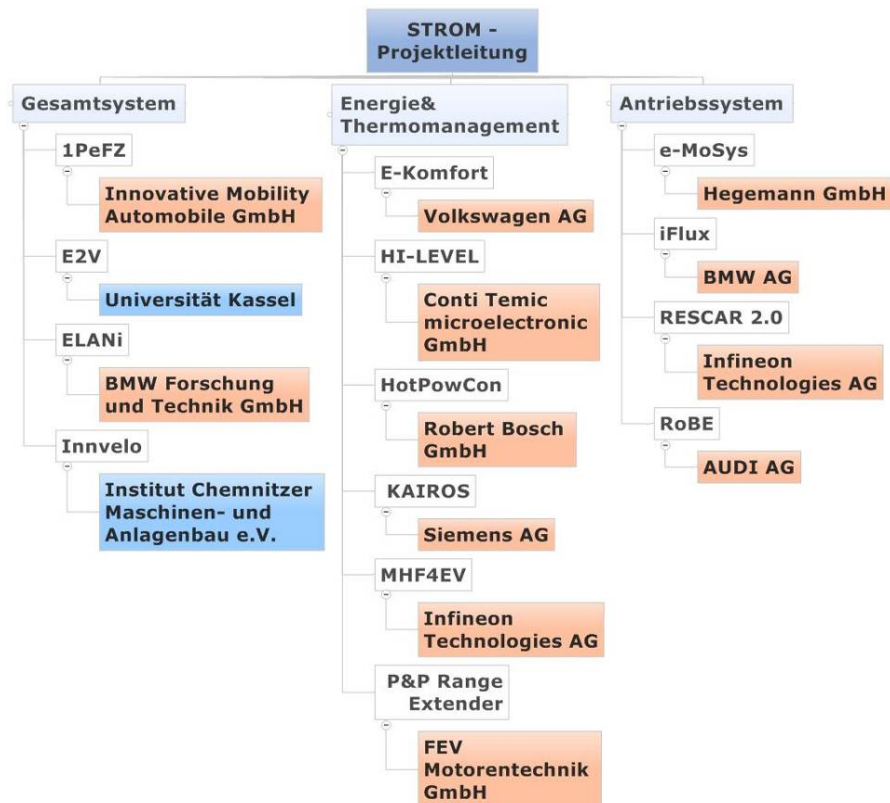 STROM -
Projektleitung
Gesamtsystem
1PeFZ
Innovative Mobility
Automobile GmbH
E2V
Universität Kassel
ELANi
BMW Forschung
und Technik GmbH
Innvelo
Institut Chemnitzer
Maschinen- und
Anlagenbau e.V.
Energie&
Thermomanagement
E-Komfort
Volkswagen AG
HI-LEVEL
Conti Temic
microelectronic
GmbH
HotPowCon
Robert Bosch
GmbH
KAIROS
Siemens AG
MHF4EV
Infineon
Technologies AG
P&P Range
Extender
FEV
Motorentechnik
GmbH
Antriebssystem
e-MoSys
Hegemann GmbH
iFlux
BMW AG
RESCAR 2.0
Infineon
Technologies AG
RoBE
AUDI AG